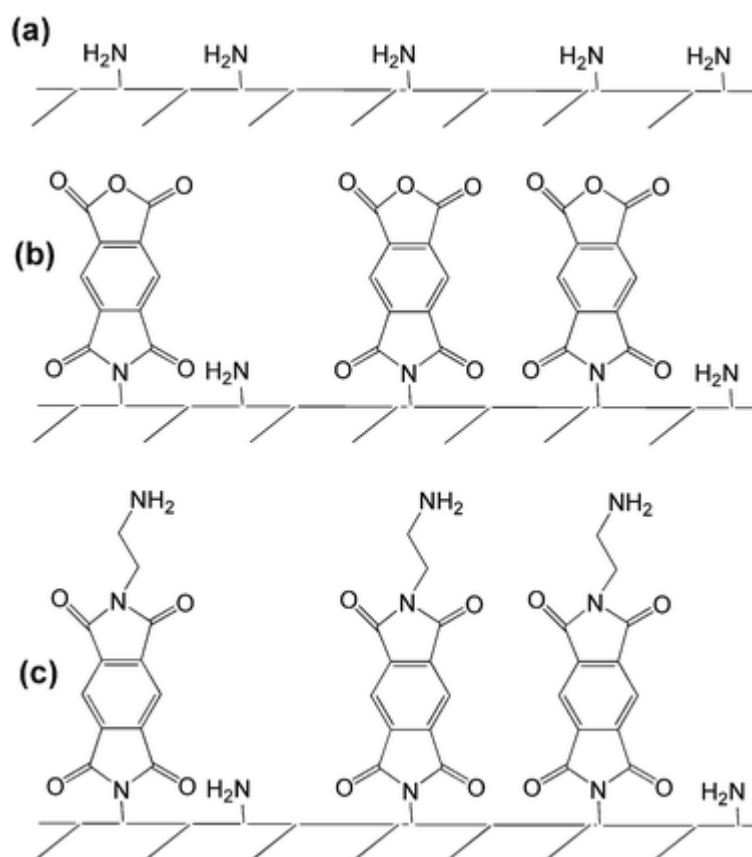 (a)
H₂N H₂N H₂N H₂N H₂N
O O O O O O O O O
(b)
O O O O O O
N H₂N N N H₂N
NH₂ NH₂ NH₂
N N N
O O O O O O
(c)
O O O O O O
N H₂N N N H₂N